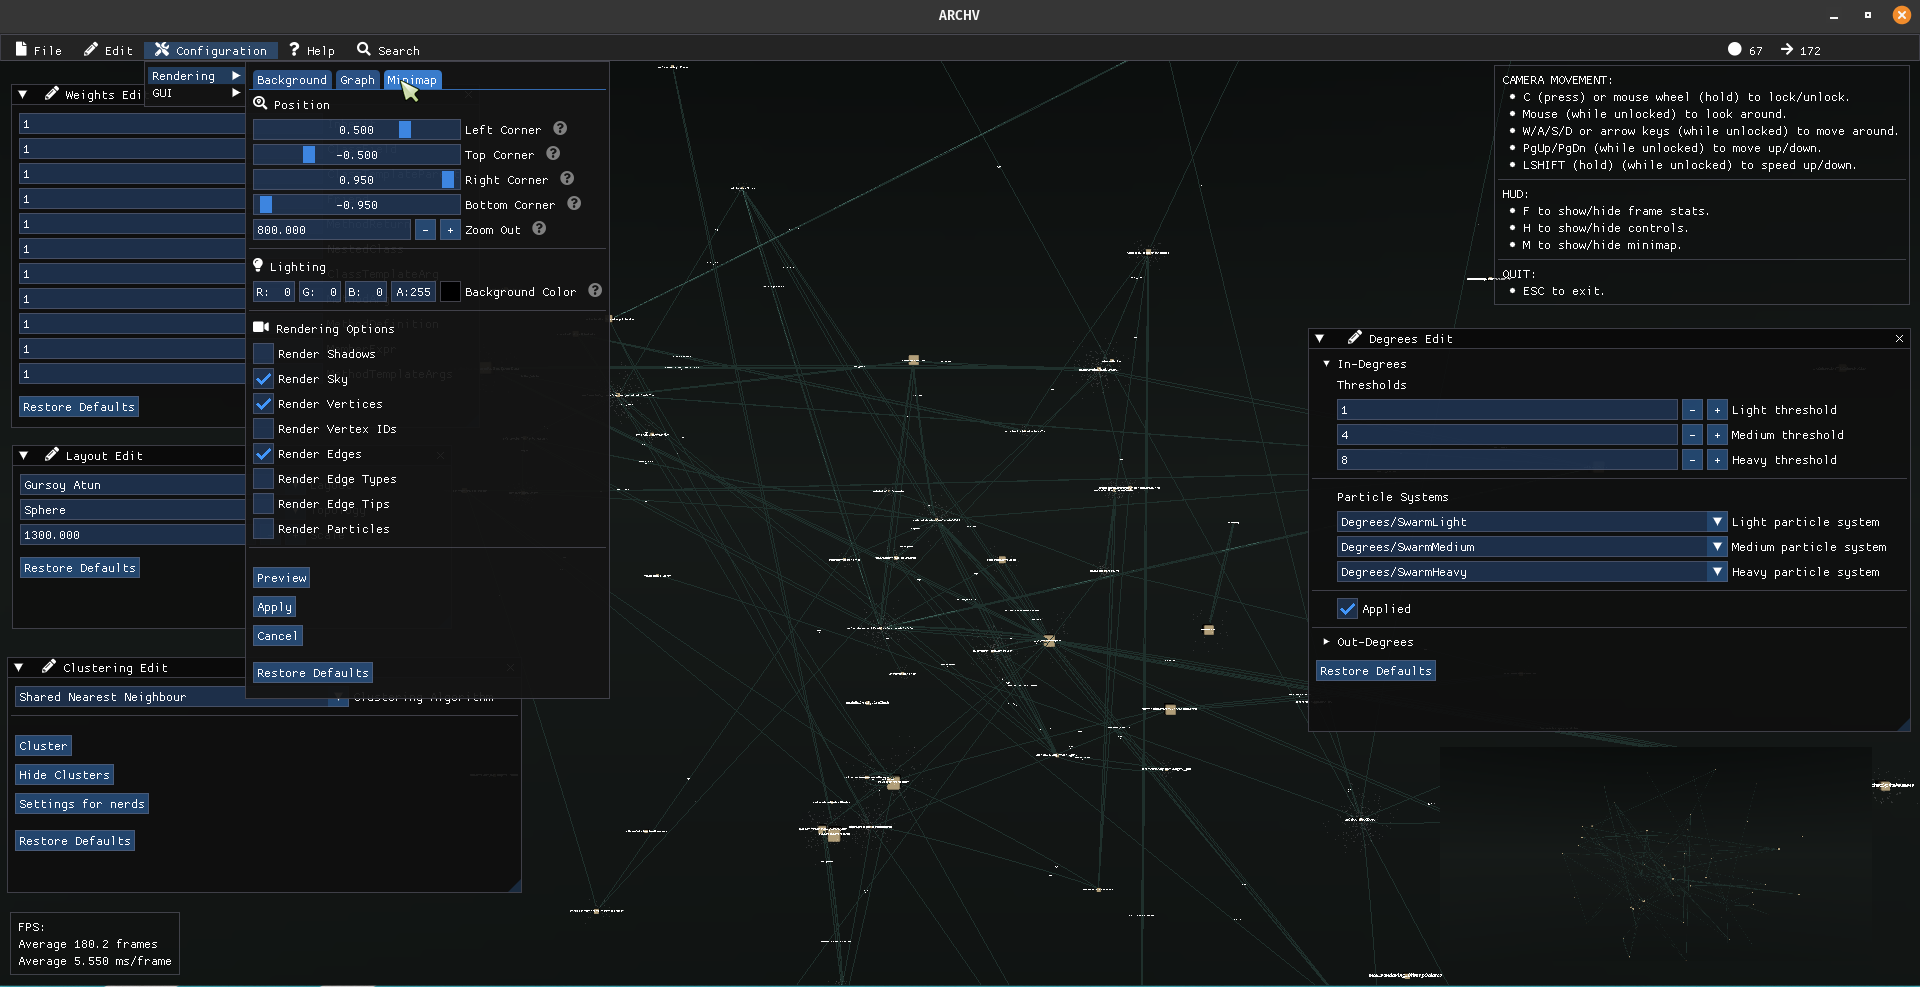 ARCHV
File Edit Configuration Help Search 67 172
Rendering
GUI
Weights Edi
1
1
1
1
1
1
1
1
1
1
1
Restore Defaults
Layout Edit
Gursoy Atun
Sphere
1300.000
Restore Defaults
Clustering Edit
Shared Nearest Neighbour
Cluster
Hide Clusters
Settings for nerds
Restore Defaults
FPS:
Average 180.2 frames
Average 5.550 ms/frame
Background Graph Minimap
Position
0.500 Left Corner
-0.500 Top Corner
0.950 Right Corner
-0.950 Bottom Corner
800.000 - + Zoom Out
Lighting
R: 0 G: 0 B: 0 A:255 Background Color
Rendering Options
Render Shadows
Render Sky
Render Vertices
Render Vertex IDs
Render Edges
Render Edge Types
Render Edge Tips
Render Particles
Preview
Apply
Cancel
Restore Defaults
CAMERA MOVEMENT:
C (press) or mouse wheel (hold) to lock/unlock.
Mouse (while unlocked) to look around.
W/A/S/D or arrow keys (while unlocked) to move around.
PgUp/PgDn (while unlocked) to move up/down.
LSHIFT (hold) (while unlocked) to speed up/down.
HUD:
F to show/hide frame stats.
H to show/hide controls.
M to show/hide minimap.
QUIT:
ESC to exit.
Degrees Edit
In-Degrees
Thresholds
1 - + Light threshold
4 - + Medium threshold
8 - + Heavy threshold
Particle Systems
Degrees/SwarmLight Light particle system
Degrees/SwarmMedium Medium particle system
Degrees/SwarmHeavy Heavy particle system
Applied
Out-Degrees
Restore Defaults